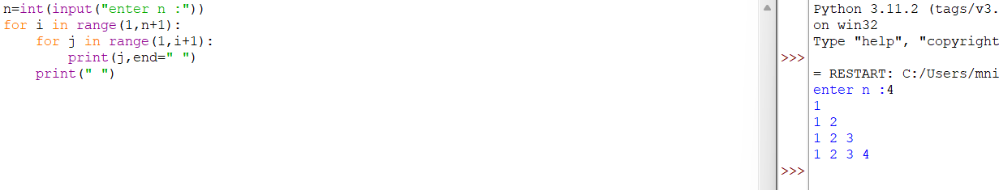 n=int(input("enter n :"))
for i in range(1,n+1):
    for j in range(1,i+1):
        print(j,end=" ")
    print(" ")
Python 3.11.2 (tags/v3.
on win32
Type "help", "copyright
>>>
= RESTART: C:/Users/mni
enter n :4
1
1 2
1 2 3
1 2 3 4
>>>